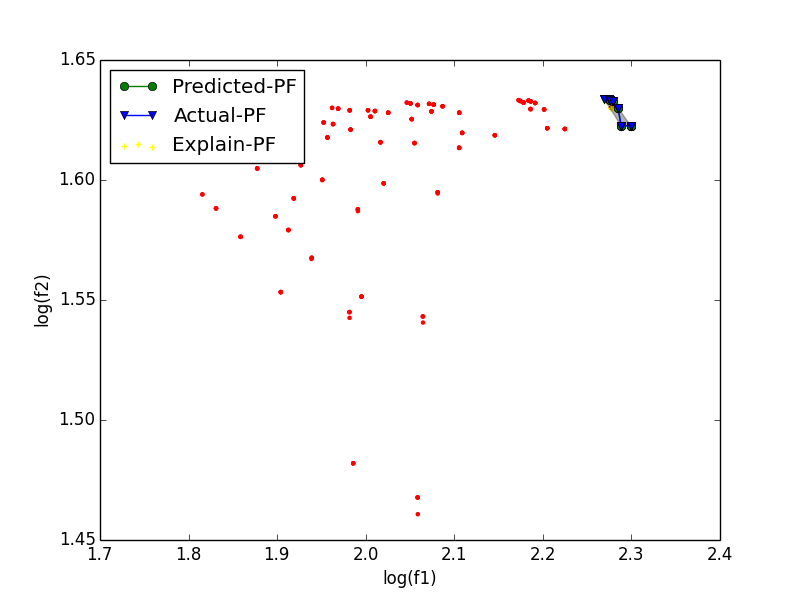 1.65
1.60
1.55
1.50
1.45
log(f2)
Predicted-PF
Actual-PF
Explain-PF
1.7 1.8 1.9 2.0 2.1 2.2 2.3 2.4
log(f1)